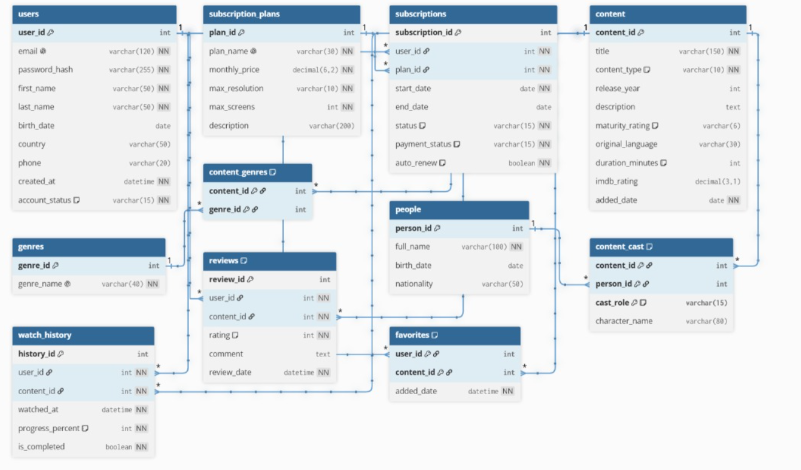 users
user_id int
email varchar(120) NN
password_hash varchar(255) NN
first_name varchar(50) NN
last_name varchar(50) NN
birth_date date
country varchar(50)
phone varchar(20)
created_at datetime NN
account_status varchar(15) NN
subscription_plans
plan_id int
plan_name varchar(30) NN
monthly_price decimal(6,2) NN
max_resolution varchar(10) NN
max_screens int NN
description varchar(200)
subscriptions
subscription_id int
user_id int NN
plan_id int NN
start_date date NN
end_date date
status varchar(15) NN
payment_status varchar(15) NN
auto_renew boolean NN
content
content_id int
title varchar(150) NN
content_type varchar(10) NN
release_year int
description text
maturity_rating varchar(6)
original_language varchar(30)
duration_minutes int
imdb_rating decimal(3,1)
added_date date NN
content_genres
content_id int
genre_id int
people
person_id int
full_name varchar(100) NN
birth_date date
nationality varchar(50)
genres
genre_id int
genre_name varchar(40) NN
reviews
review_id int
user_id int NN
content_id int NN
rating int NN
comment text
review_date datetime NN
content_cast
content_id int
person_id int
cast_role varchar(15)
character_name varchar(80)
watch_history
history_id int
user_id int NN
content_id int NN
watched_at datetime NN
progress_percent int NN
is_completed boolean NN
favorites
user_id int
content_id int
added_date datetime NN
1
1
1
1
1
1
1
*
*
*
*
*
*
*
*
*
*
*
*